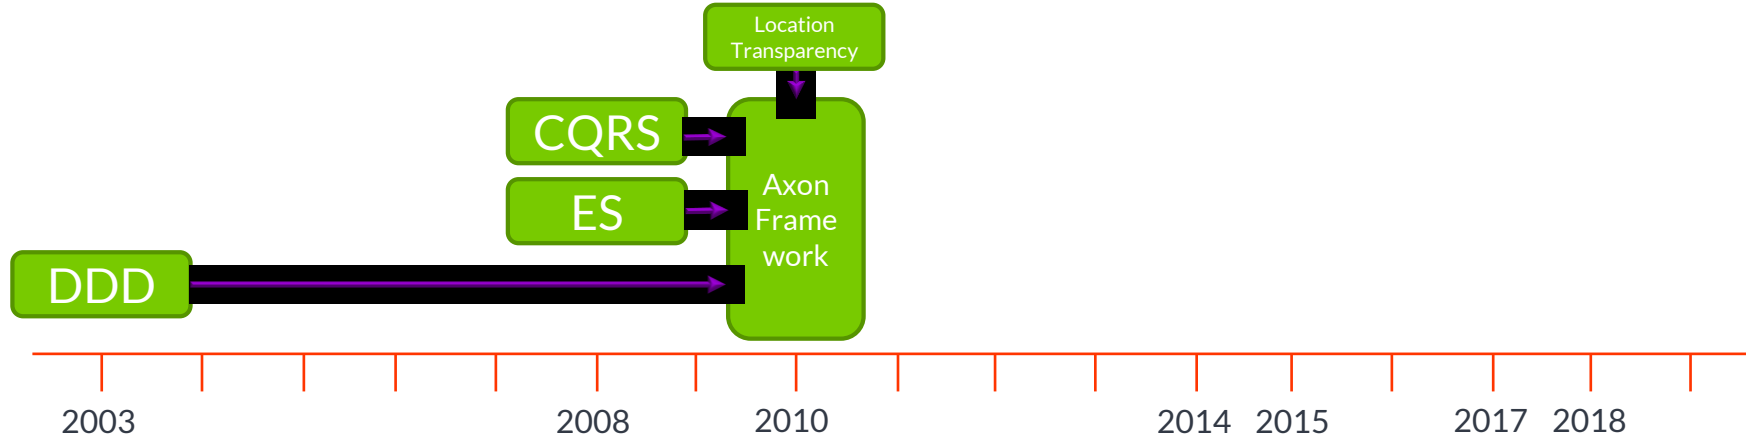 Location
Transparency
CQRS
ES
DDD
Axon
Frame
work
2003
2008
2010
2014
2015
2017
2018